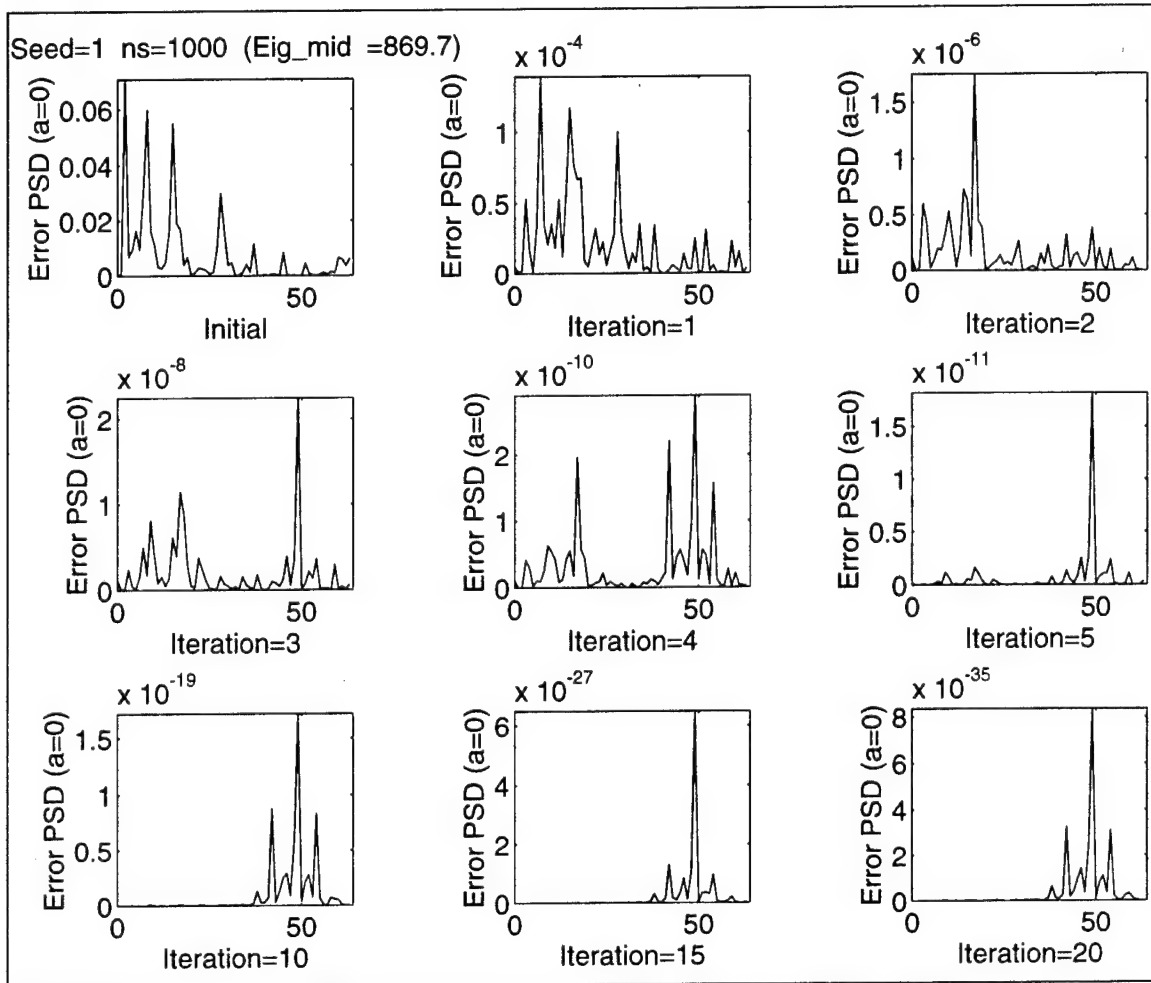 Seed=1 ns=1000 (Eig_mid =869.7)
Error PSD (a=0)
0.06
0.04
0.02
0
0 50
Initial
x 10-4
Error PSD (a=0)
1
0.5
0
0 50
Iteration=1
x 10-6
Error PSD (a=0)
1.5
1
0.5
0
0 50
Iteration=2
x 10-8
Error PSD (a=0)
2
1
0
0 50
Iteration=3
x 10-10
Error PSD (a=0)
2
1
0
0 50
Iteration=4
x 10-11
Error PSD (a=0)
1.5
1
0.5
0
0 50
Iteration=5
x 10-19
Error PSD (a=0)
1.5
1
0.5
0
0 50
Iteration=10
x 10-27
Error PSD (a=0)
6
4
2
0
0 50
Iteration=15
x 10-35
Error PSD (a=0)
8
6
4
2
0
0 50
Iteration=20